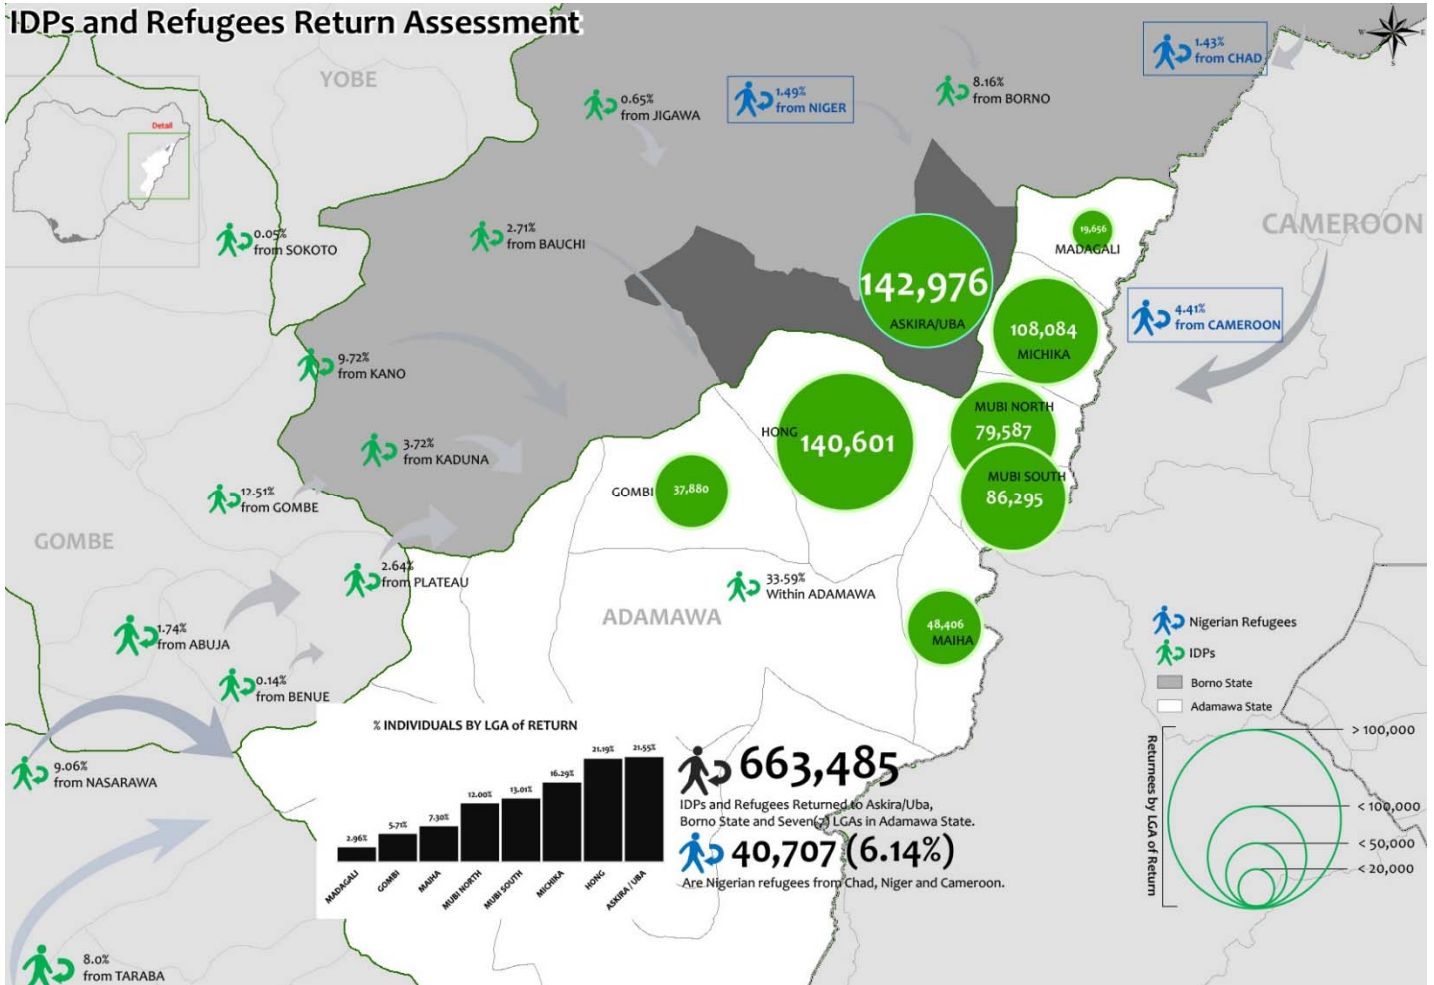 IDPs and Refugees Return Assessment
W
E
S
YOBE
Detail
0.65%
from JIGAWA
1.49%
from NIGER
8.16%
from BORNO
1.43%
from CHAD
0.05%
from SOKOTO
2.71%
from BAUCHI
CAMEROON
19,656
MADAGALI
142,976
ASKIRA/UBA
108,084
MICHIKA
4.41%
from CAMEROON
9.72%
from KANO
MUBI NORTH
79,587
HONG
140,601
3.72%
from KADUNA
MUBI SOUTH
86,295
GOMBI
37,880
12.51%
from GOMBE
GOMBE
2.64%
from PLATEAU
33.59%
Within ADAMAWA
ADAMAWA
48,406
MAIHA
1.74%
from ABUJA
0.14%
from BENUE
Nigerian Refugees
IDPs
Borno State
Adamawa State
9.06%
from NASARAWA
8.0%
from TARABA
% INDIVIDUALS BY LGA of RETURN
2.96%
5.71%
7.30%
12.00%
13.01%
16.29%
21.19%
21.55%
MADAGALI
GOMBI
MAIHA
MUBI NORTH
MUBI SOUTH
MICHIKA
HONG
ASKIRA / UBA
663,485
IDPs and Refugees Returned to Askira/Uba,
Borno State and Seven(7) LGAs in Adamawa State.
40,707 (6.14%)
Are Nigerian refugees from Chad, Niger and Cameroon.
Returnees by LGA of Return
> 100,000
< 100,000
< 50,000
< 20,000